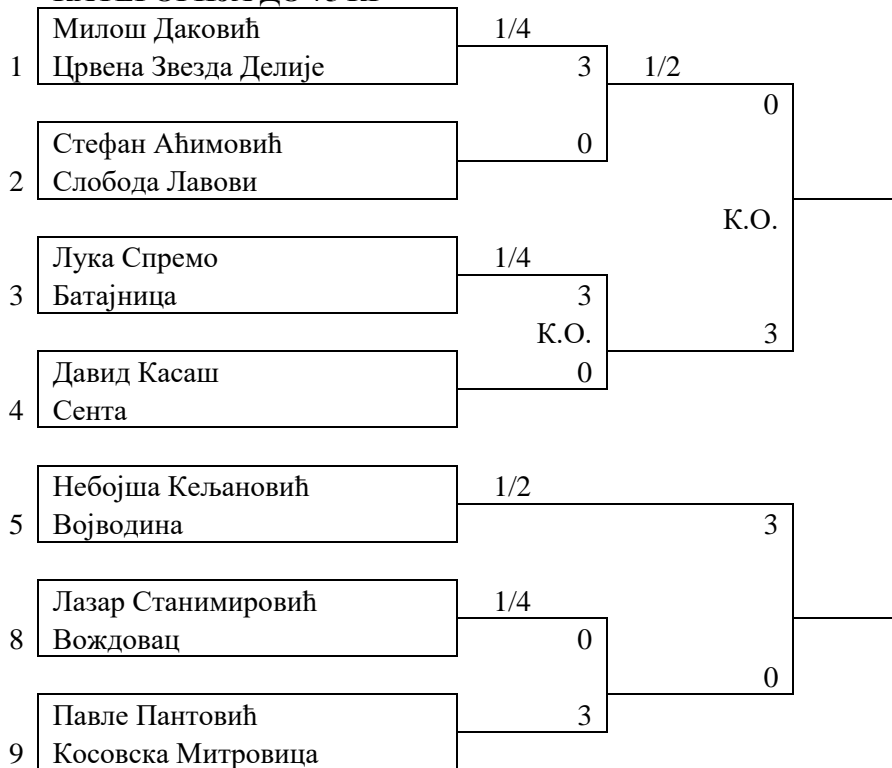 Милош Даковић 1/4
1 Црвена Звезда Делије 3 1/2
0
Стефан Аћимовић 0
2 Слобода Лавови
К.О.
Лука Спремо 1/4
3 Батајница 3
К.О. 3
Давид Касаш 0
4 Сента
Небојша Кељановић 1/2
5 Војводина 3
Лазар Станимировић 1/4
8 Вождовац 0
0
Павле Пантовић 3
9 Косовска Митровица